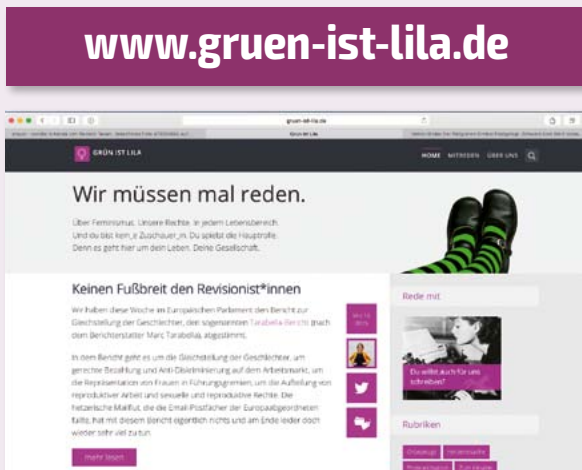 www.gruen-ist-lila.de
gruen-ist-lila.de
GRÜN IST LILA
HOME MITREDEN ÜBER UNS
Wir müssen mal reden.
Über Feminismus. Unsere Rechte. In jedem Lebensbereich.
Und du bist kein_e Zuschauer_in. Du spielst die Hauptrolle.
Denn es geht hier um dein Leben. Deine Gesellschaft.
Keinen Fußbreit den Revisionist*innen
Wir haben diese Woche im Europäischen Parlament den Bericht zur
Gleichstellung der Geschlechter, den sogenannten Tarabella-Bericht (nach
dem Berichterstatter Marc Tarabella), abgestimmt.
In dem Bericht geht es um die Gleichstellung der Geschlechter, um
gerechte Bezahlung und Anti-Diskriminierung auf dem Arbeitsmarkt, um
die Repräsentation von Frauen in Führungsgremien, um die Aufteilung von
reproduktiver Arbeit und sexuelle und reproduktive Rechte. Die
hetzerische Mailflut, die die Email-Postfächer der Europaabgeordneten
füllte, hat mit diesem Bericht eigentlich nichts und am Ende leider doch
wieder sehr viel zu tun.
mehr lesen
Rede mit
Du willst auch für uns
schreiben?
Rubriken